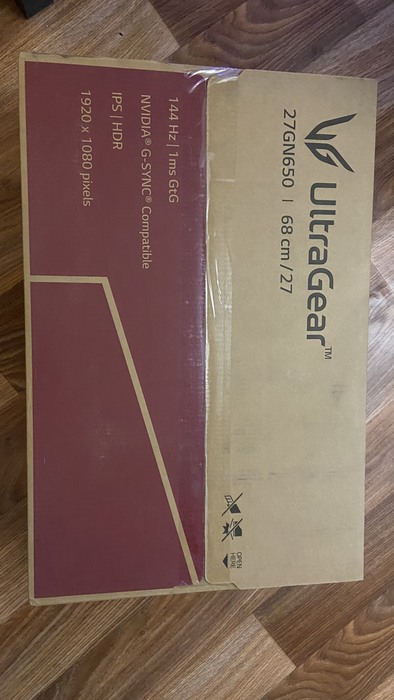 UltraGear™
27GN650 | 68 cm / 27
144 Hz | 1ms GtG
NVIDIA® G-SYNC® Compatible
IPS | HDR
1920 x 1080 pixels
OPEN
HERE